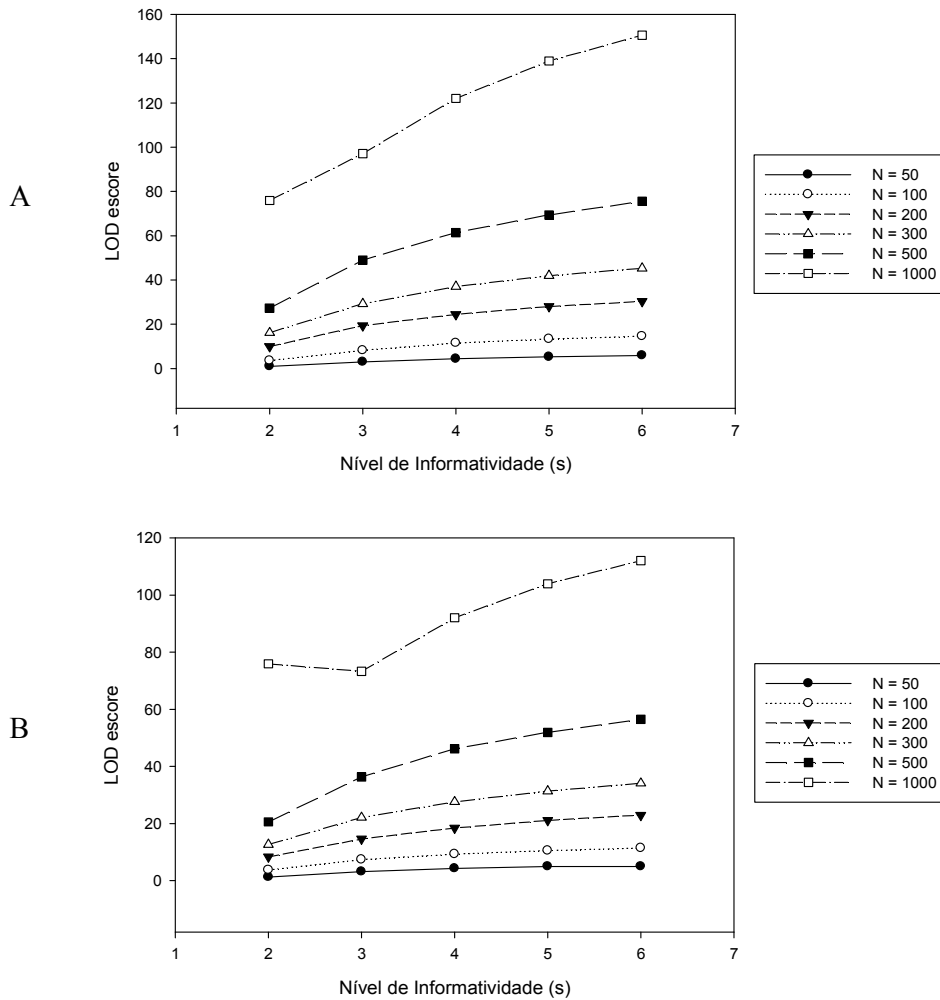 A
LOD escore
160
140
120
100
80
60
40
20
0
1 2 3 4 5 6 7
Nível de Informatividade (s)
N = 50
N = 100
N = 200
N = 300
N = 500
N = 1000
B
LOD escore
120
100
80
60
40
20
0
1 2 3 4 5 6 7
Nível de Informatividade (s)
N = 50
N = 100
N = 200
N = 300
N = 500
N = 1000